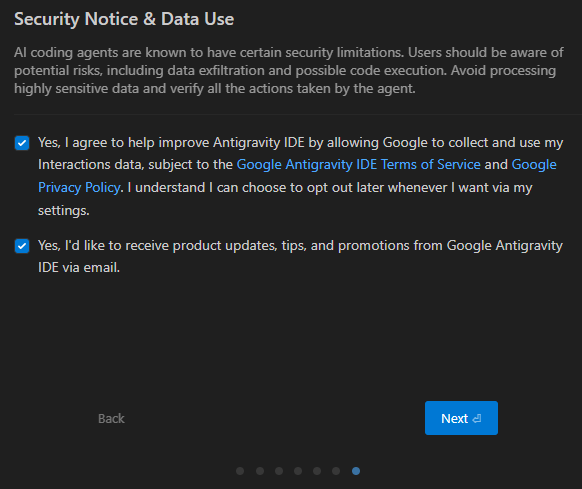 Security Notice & Data Use
AI coding agents are known to have certain security limitations. Users should be aware of
potential risks, including data exfiltration and possible code execution. Avoid processing
highly sensitive data and verify all the actions taken by the agent.
Yes, I agree to help improve Antigravity IDE by allowing Google to collect and use my
Interactions data, subject to the Google Antigravity IDE Terms of Service and Google
Privacy Policy. I understand I can choose to opt out later whenever I want via my
settings.
Yes, I'd like to receive product updates, tips, and promotions from Google Antigravity
IDE via email.
Back
Next ⏎